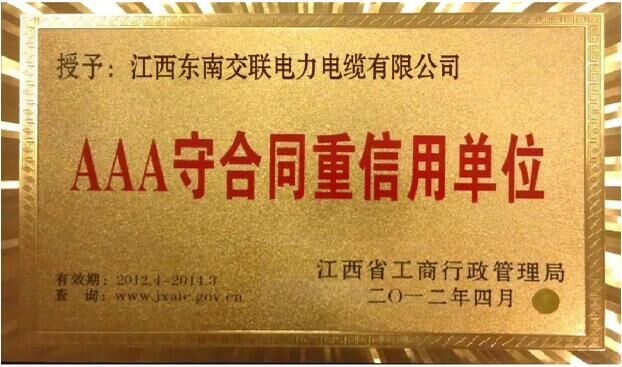 授予：江西东南交联电力电缆有限公司
AAA守合同重信用单位
有效期：2012.4-2014.3
查 询：www.jxaic.gov.cn
江西省工商行政管理局
二〇一二年四月